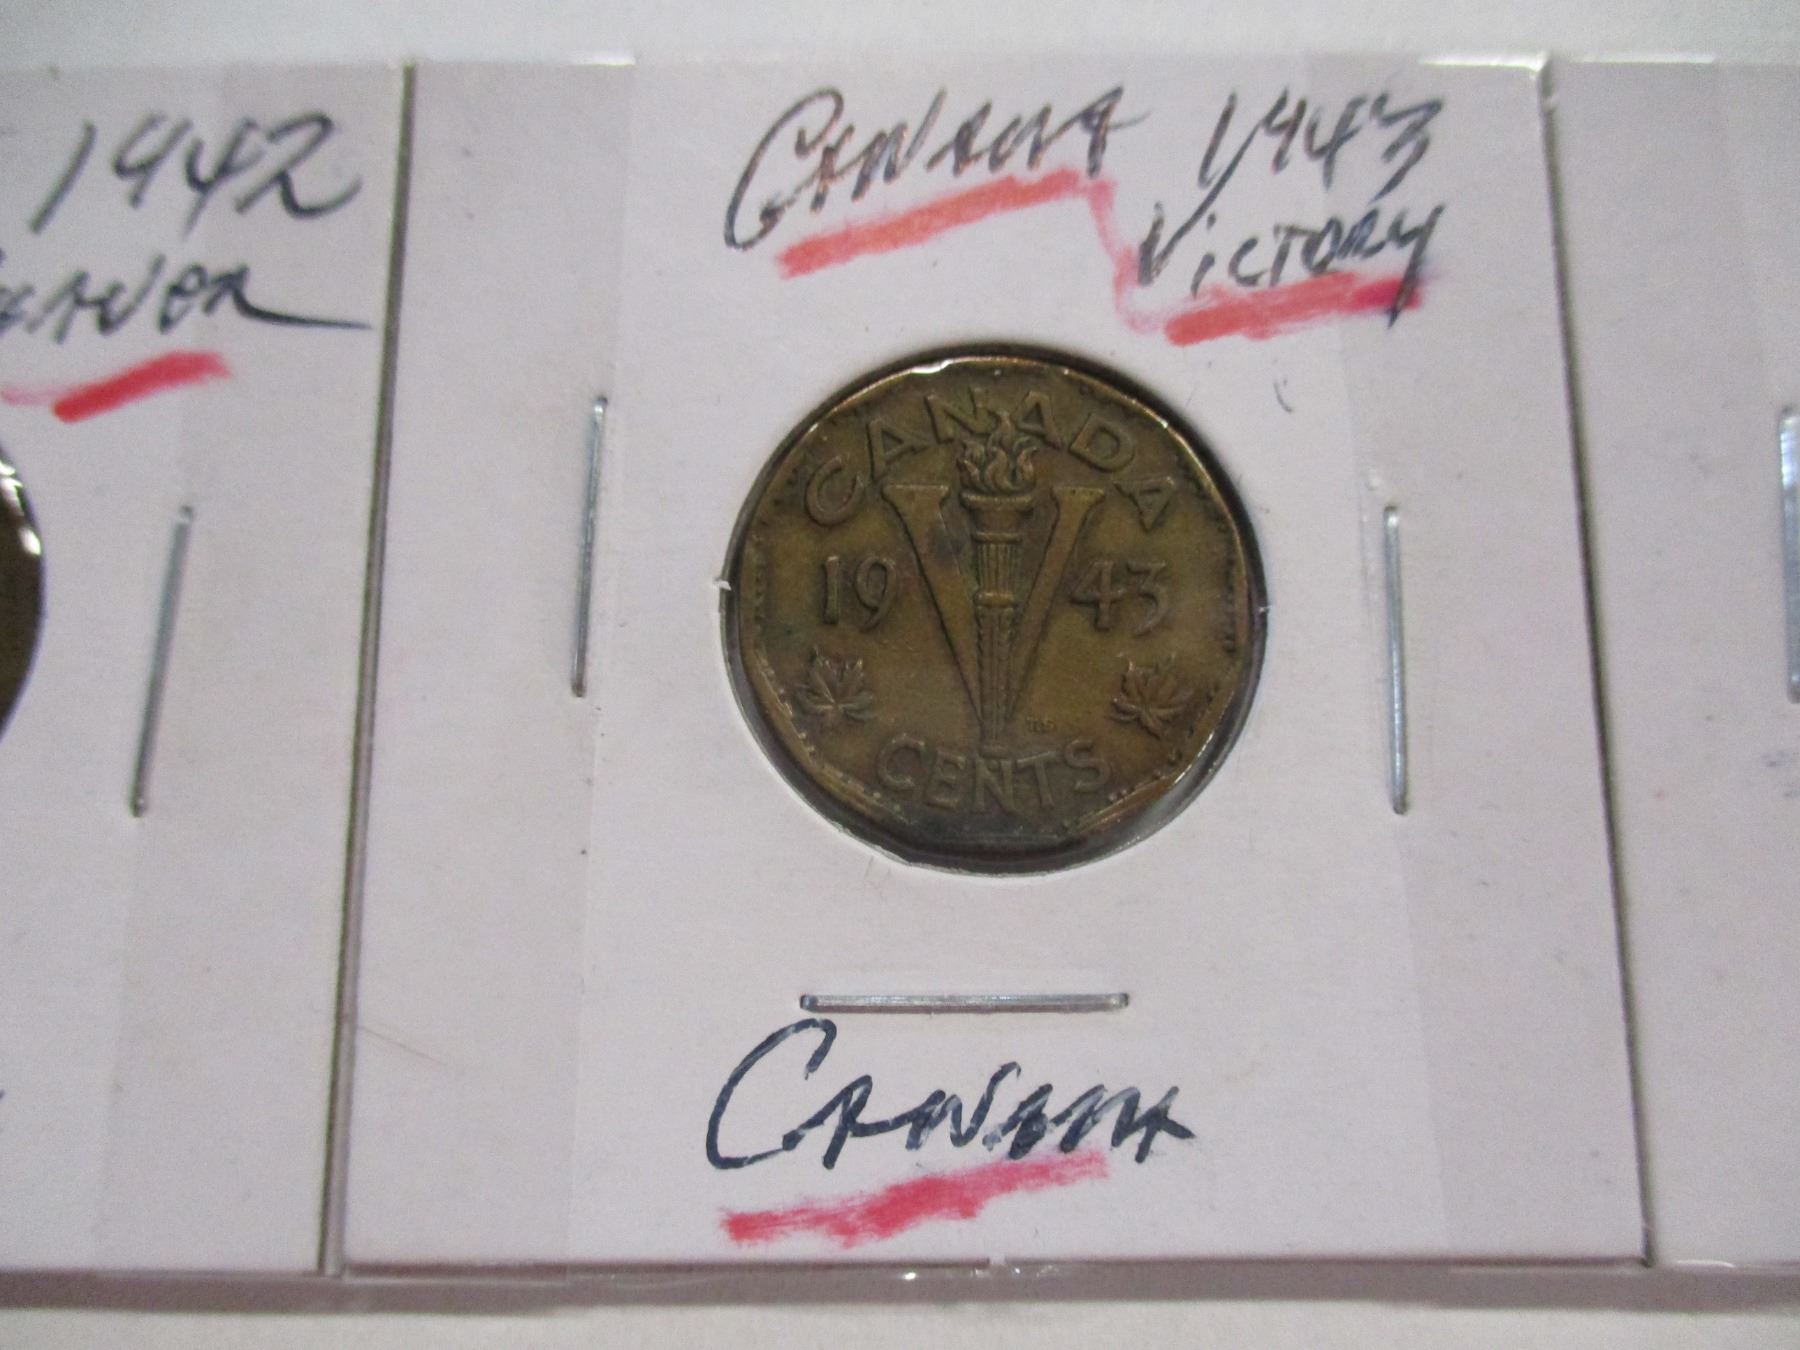 1942
Canada 1943
Victory
CANADA
19 43
CENTS
Canada